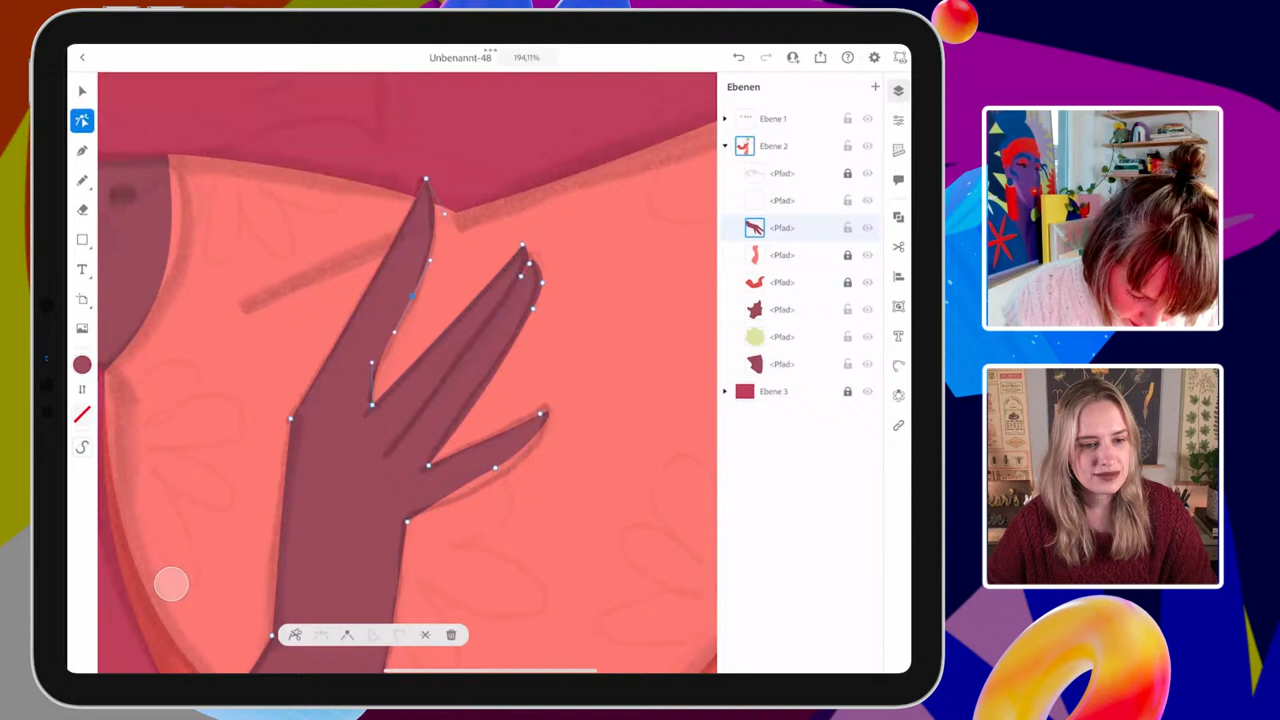 Unbenannt-48
194,11%
Ebenen
Ebene 1
Ebene 2
<Pfad>
<Pfad>
<Pfad>
<Pfad>
<Pfad>
<Pfad>
<Pfad>
<Pfad>
Ebene 3